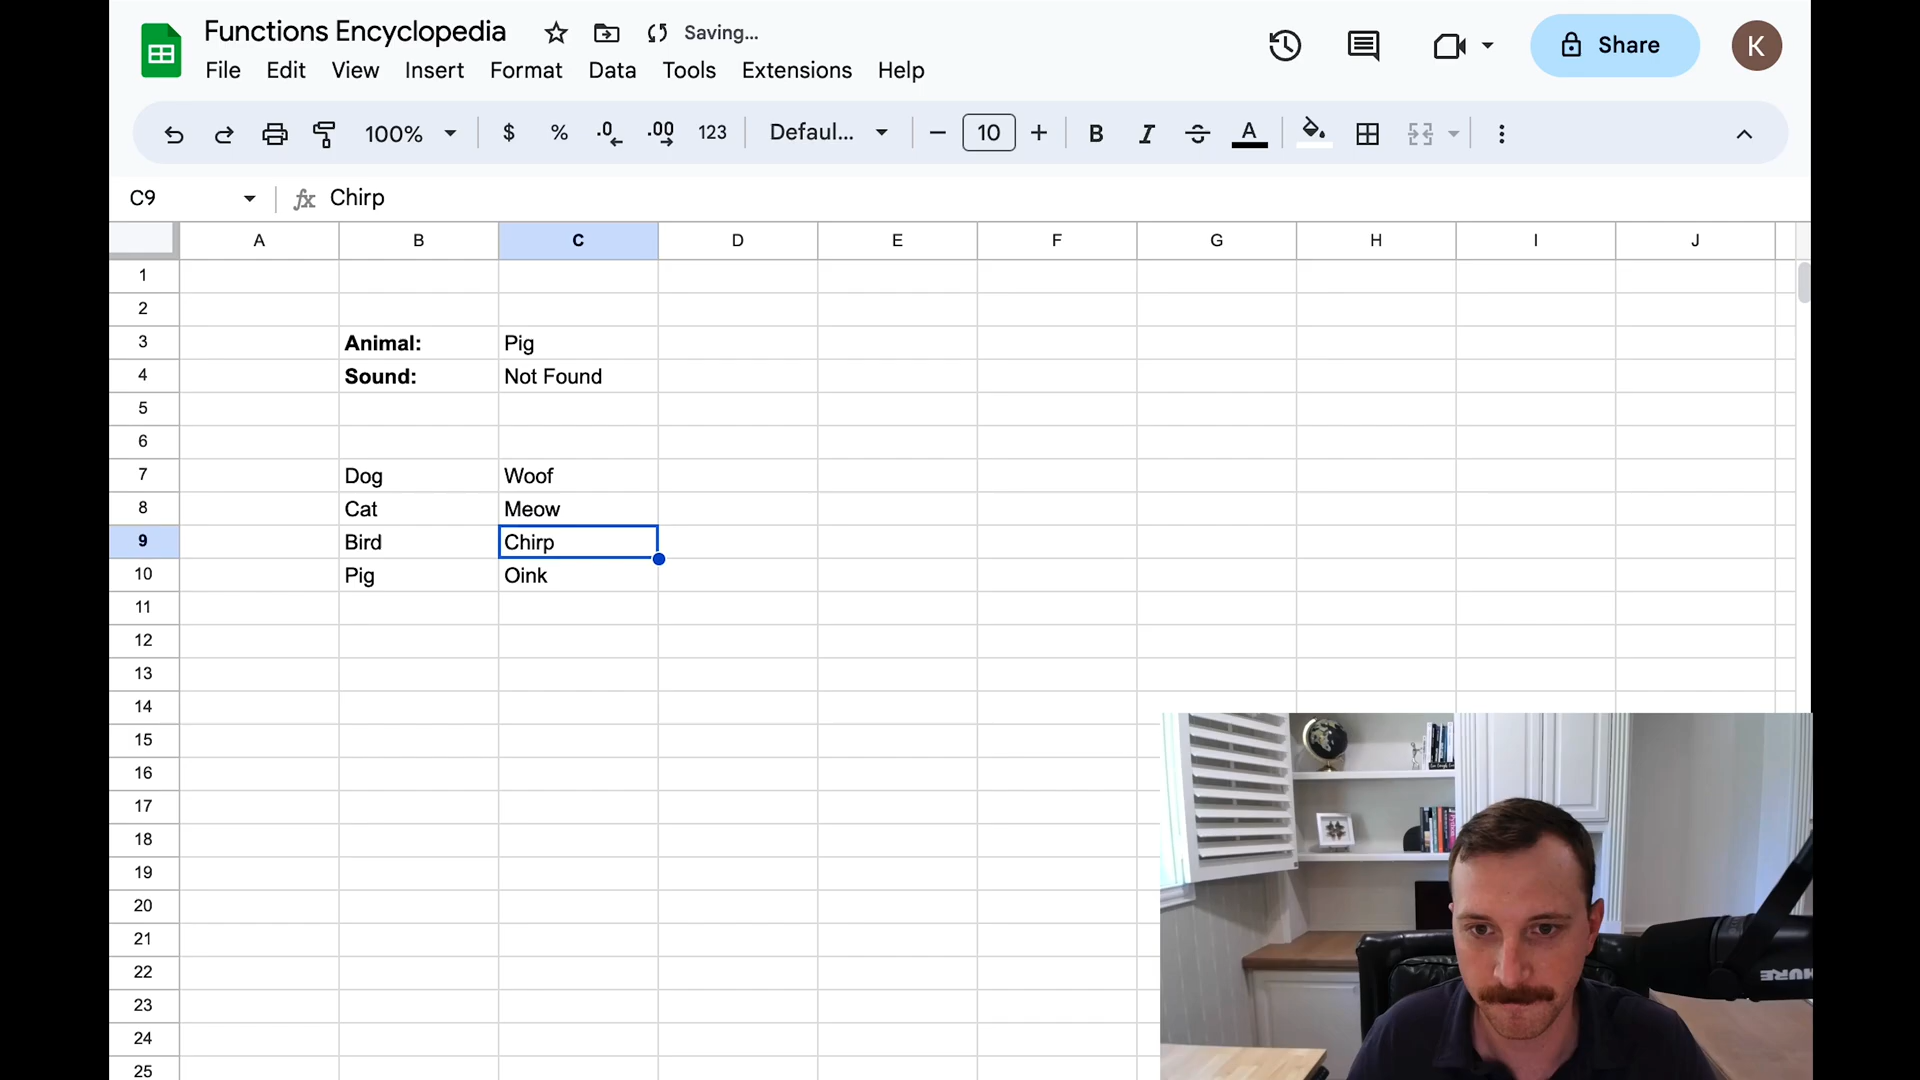 Functions Encyclopedia Saving...
File Edit View Insert Format Data Tools Extensions Help
Share K
100% $ % .0 .00 123 Defaul... 10 B I S A
C9 fx Chirp
A B C D E F G H I J
1
2
3 Animal: Pig
4 Sound: Not Found
5
6
7 Dog Woof
8 Cat Meow
9 Bird Chirp
10 Pig Oink
11
12
13
14
15
16
17
18
19
20
21
22
23
24
25
Python